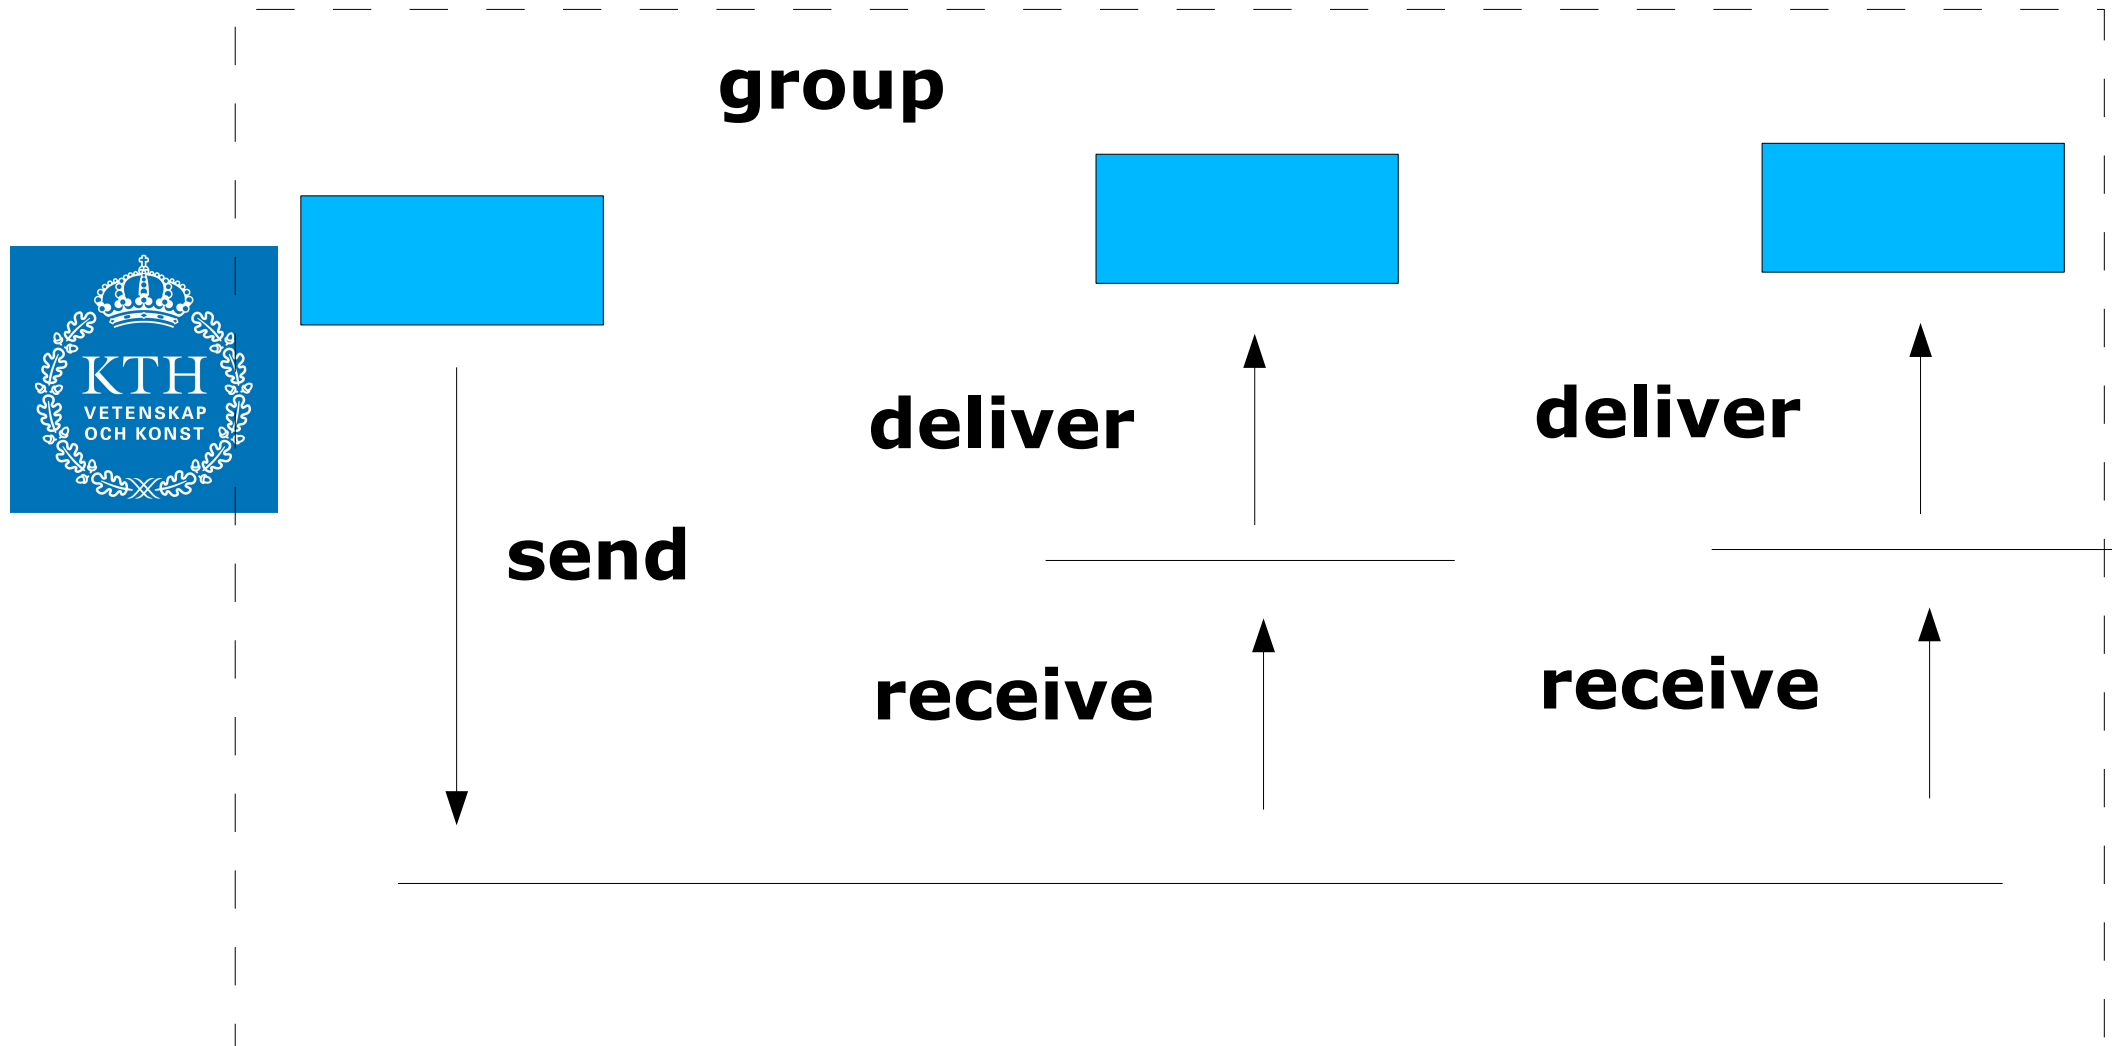 group
KTH
VETENSKAP
OCH KONST
deliver
deliver
send
receive
receive